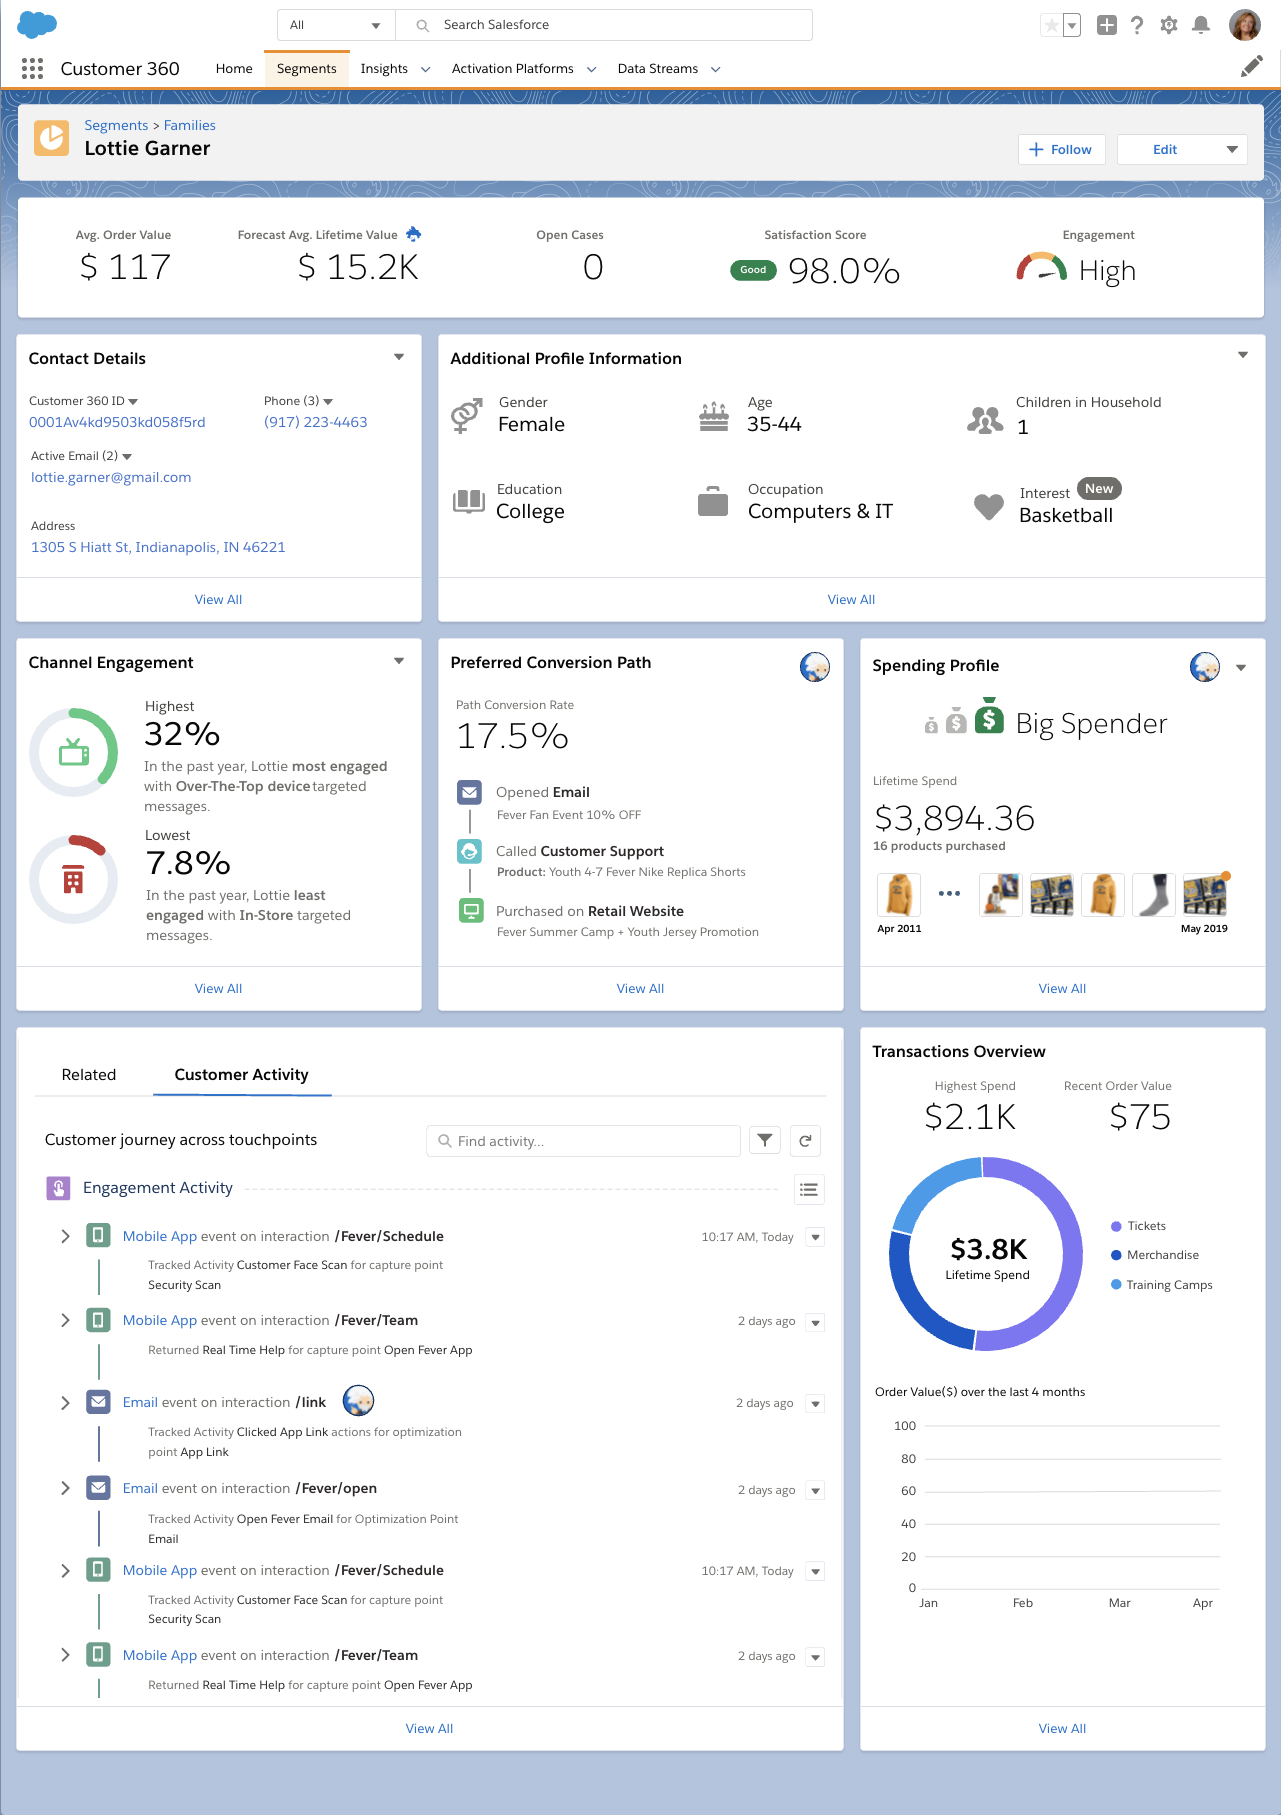 All
Search Salesforce
Customer 360
Home
Segments
Insights
Activation Platforms
Data Streams
Segments > Families
Lottie Garner
Follow
Edit
Avg. Order Value
$ 117
Forecast Avg. Lifetime Value
$ 15.2K
Open Cases
0
Satisfaction Score
Good
98.0%
Engagement
High
Contact Details
Customer 360 ID
0001Av4kd9503kd058f5rd
Phone (3)
(917) 223-4463
Active Email (2)
lottie.garner@gmail.com
Address
1305 S Hiatt St, Indianapolis, IN 46221
View All
Additional Profile Information
Gender
Female
Age
35-44
Children in Household
1
Education
College
Occupation
Computers & IT
Interest
New
Basketball
View All
Channel Engagement
Highest
32%
In the past year, Lottie most engaged
with Over-The-Top device targeted
messages.
Lowest
7.8%
In the past year, Lottie least
engaged with In-Store targeted
messages.
View All
Preferred Conversion Path
Path Conversion Rate
17.5%
Opened Email
Fever Fan Event 10% OFF
Called Customer Support
Product: Youth 4-7 Fever Nike Replica Shorts
Purchased on Retail Website
Fever Summer Camp + Youth Jersey Promotion
View All
Spending Profile
Big Spender
Lifetime Spend
$3,894.36
16 products purchased
Apr 2011
May 2019
View All
Related
Customer Activity
Customer journey across touchpoints
Find activity...
Engagement Activity
Mobile App event on interaction /Fever/Schedule
10:17 AM, Today
Tracked Activity Customer Face Scan for capture point
Security Scan
Mobile App event on interaction /Fever/Team
2 days ago
Returned Real Time Help for capture point Open Fever App
Email event on interaction /link
2 days ago
Tracked Activity Clicked App Link actions for optimization
point App Link
Email event on interaction /Fever/open
2 days ago
Tracked Activity Open Fever Email for Optimization Point
Email
Mobile App event on interaction /Fever/Schedule
10:17 AM, Today
Tracked Activity Customer Face Scan for capture point
Security Scan
Mobile App event on interaction /Fever/Team
2 days ago
Returned Real Time Help for capture point Open Fever App
View All
Transactions Overview
Highest Spend
$2.1K
Recent Order Value
$75
$3.8K
Lifetime Spend
Tickets
Merchandise
Training Camps
Order Value($) over the last 4 months
100
80
60
40
20
0
Jan
Feb
Mar
Apr
View All